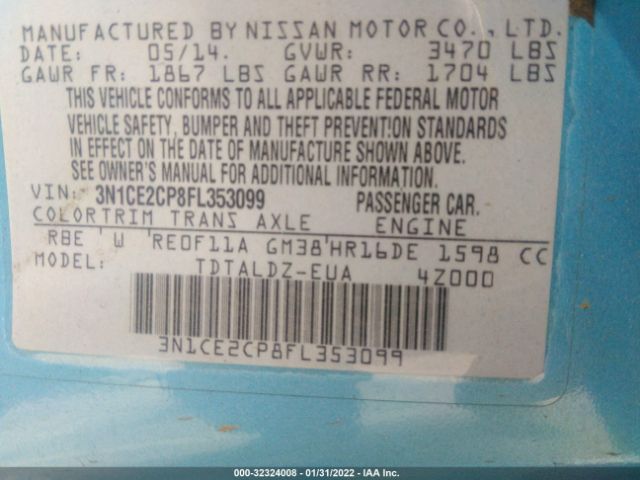 MANUFACTURED BY NISSAN MOTOR CO., LTD.
DATE: 05/14. GVWR: 3470 LBS
GAWR FR: 1867 LBS GAWR RR: 1704 LBS
THIS VEHICLE CONFORMS TO ALL APPLICABLE FEDERAL MOTOR
VEHICLE SAFETY, BUMPER AND THEFT PREVENTION STANDARDS
IN EFFECT ON THE DATE OF MANUFACTURE SHOWN ABOVE.
SEE OWNER'S MANUAL FOR ADDITIONAL INFORMATION.
VIN: 3N1CE2CP8FL353099 PASSENGER CAR.
COLORTRIM TRANS AXLE ENGINE
RBE W REOF11A GM38 HR16DE 1598 CC
MODEL: TDTALDZ-EUA 4Z000
3N1CE2CP8FL353099
000-32324008 - 01/31/2022 - IAA Inc.